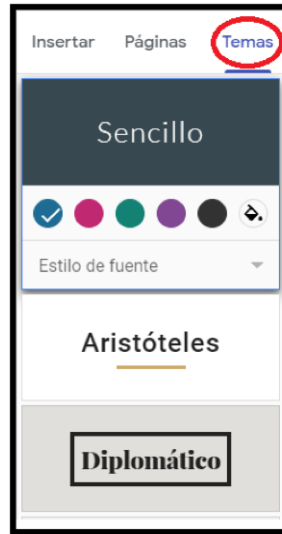 Insertar Páginas Temas
Sencillo
Estilo de fuente
Aristóteles
Diplomático